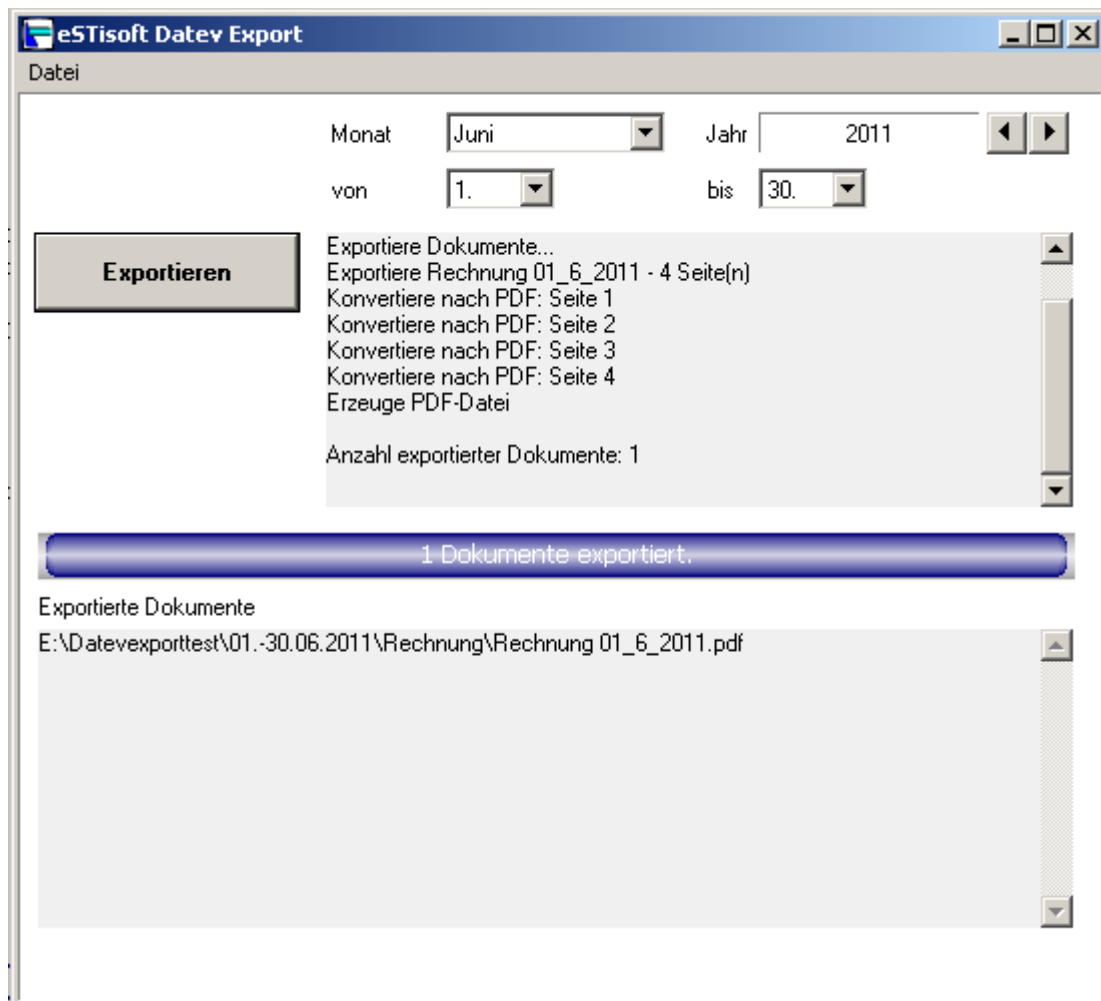 eSTisoft Datev Export
Datei
Monat Juni Jahr 2011
von 1. bis 30.
Exportieren
Exportiere Dokumente...
Exportiere Rechnung 01_6_2011 - 4 Seite(n)
Konvertiere nach PDF: Seite 1
Konvertiere nach PDF: Seite 2
Konvertiere nach PDF: Seite 3
Konvertiere nach PDF: Seite 4
Erzeuge PDF-Datei
Anzahl exportierter Dokumente: 1
1 Dokumente exportiert.
Exportierte Dokumente
E:\Datevexporttest\01.-30.06.2011\Rechnung\Rechnung 01_6_2011.pdf